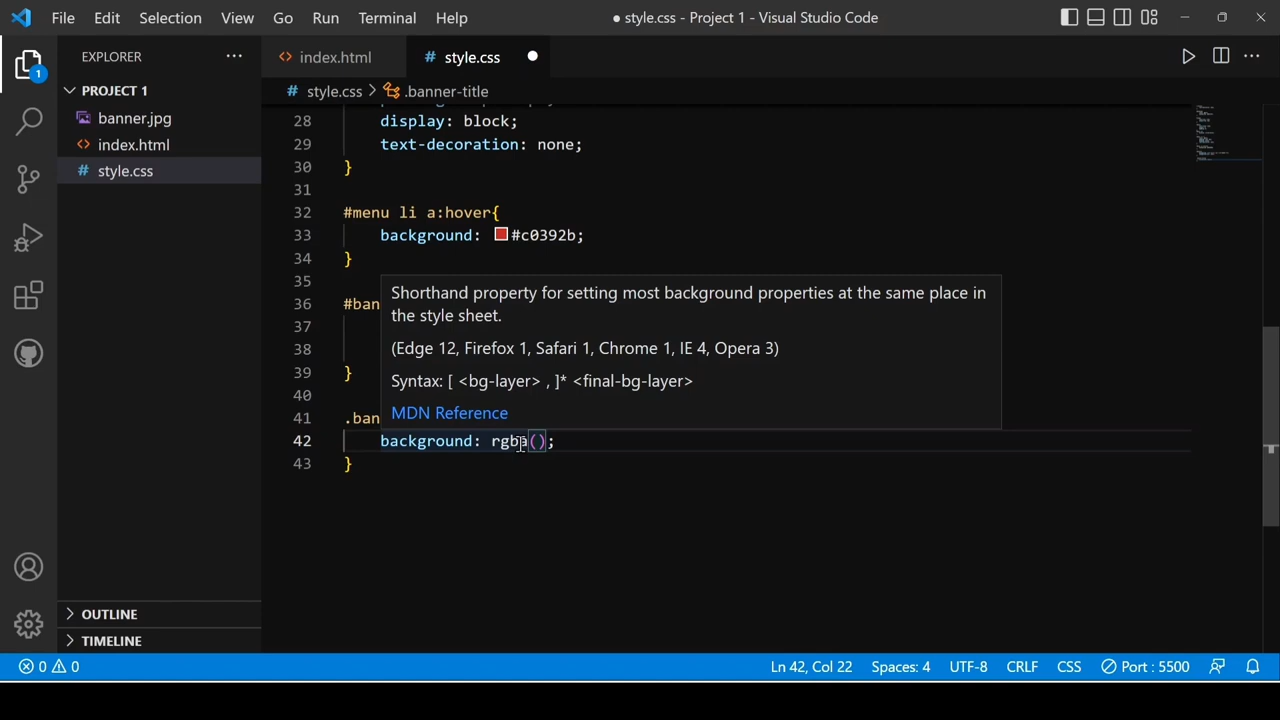 File Edit Selection View Go Run Terminal Help
● style.css - Project 1 - Visual Studio Code
EXPLORER
index.html
# style.css
1
PROJECT 1
# style.css > .banner-title
banner.jpg
index.html
# style.css
28 display: block;
29 text-decoration: none;
30 }
31
32 #menu li a:hover{
33 background: #c0392b;
34 }
35
Shorthand property for setting most background properties at the same place in
the style sheet.
(Edge 12, Firefox 1, Safari 1, Chrome 1, IE 4, Opera 3)
Syntax: [ <bg-layer> , ]* <final-bg-layer>
MDN Reference
36 #ban
37
38
39 }
40
41 .ban
42 background: rgba();
43 }
OUTLINE
TIMELINE
0 0
Ln 42, Col 22 Spaces: 4 UTF-8 CRLF CSS Port : 5500